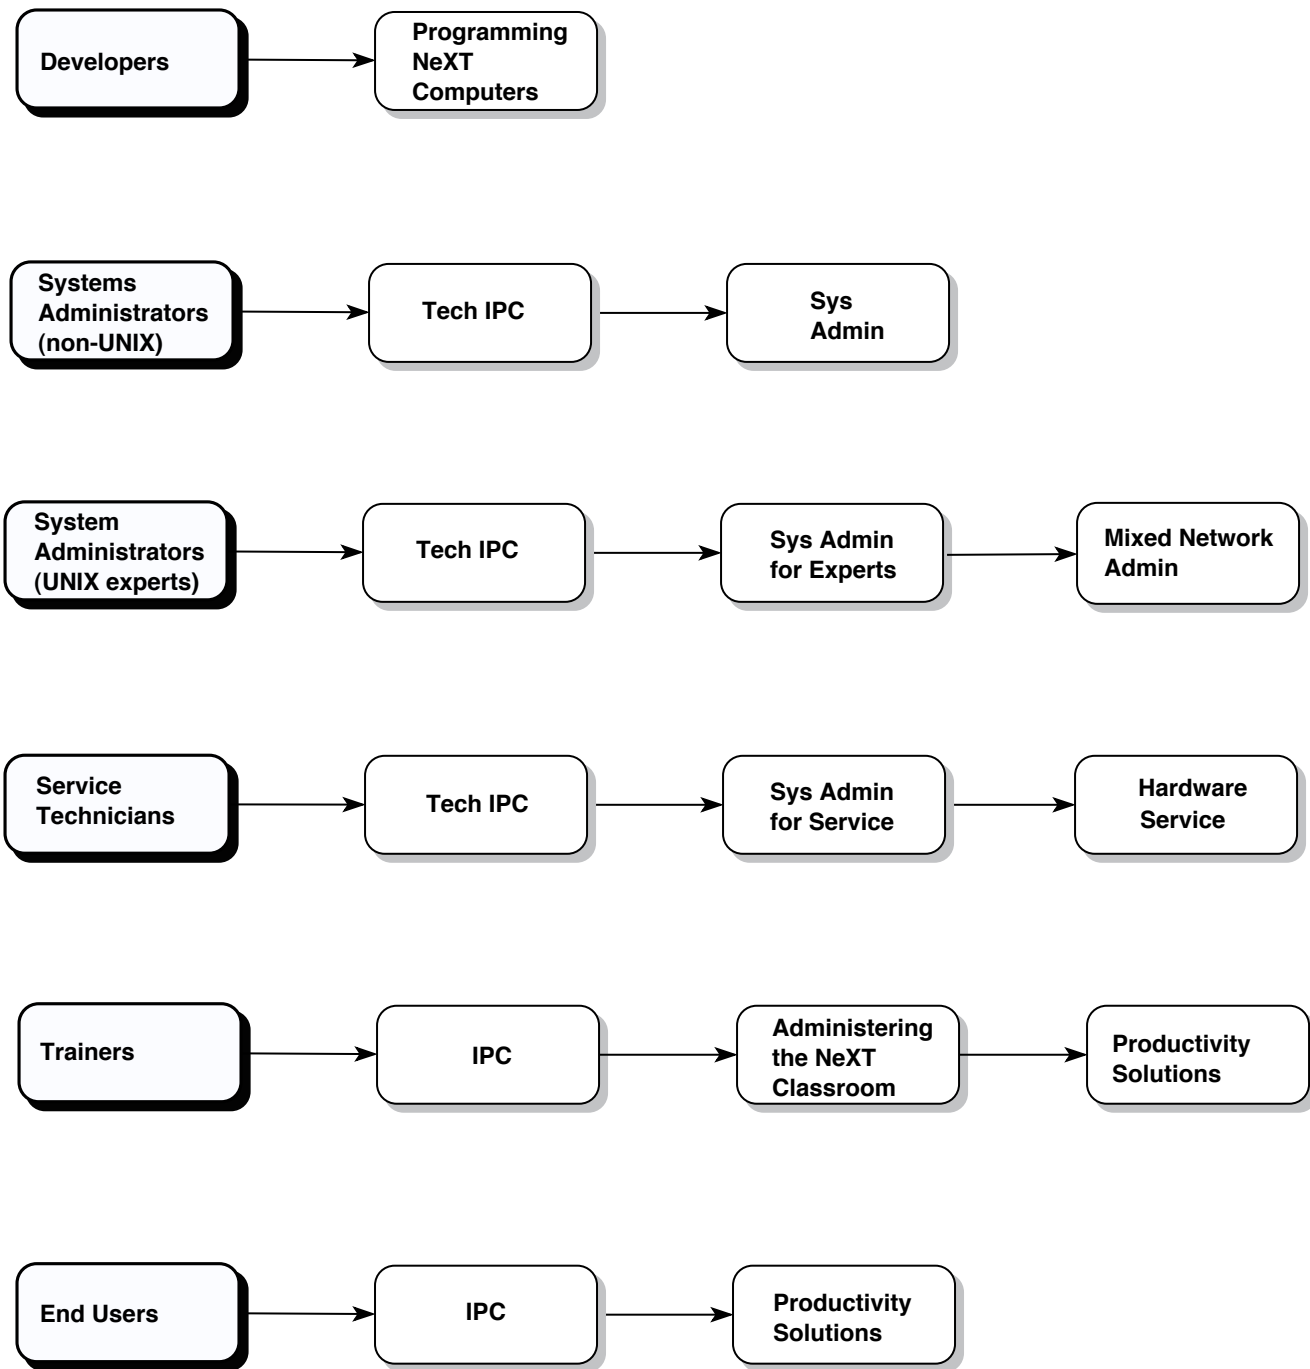 Developers
Programming
NeXT
Computers
Systems
Administrators
(non-UNIX)
Tech IPC
Sys
Admin
System
Administrators
(UNIX experts)
Tech IPC
Sys Admin
for Experts
Mixed Network
Admin
Service
Technicians
Tech IPC
Sys Admin
for Service
Hardware
Service
Trainers
IPC
Administering
the NeXT
Classroom
Productivity
Solutions
End Users
IPC
Productivity
Solutions